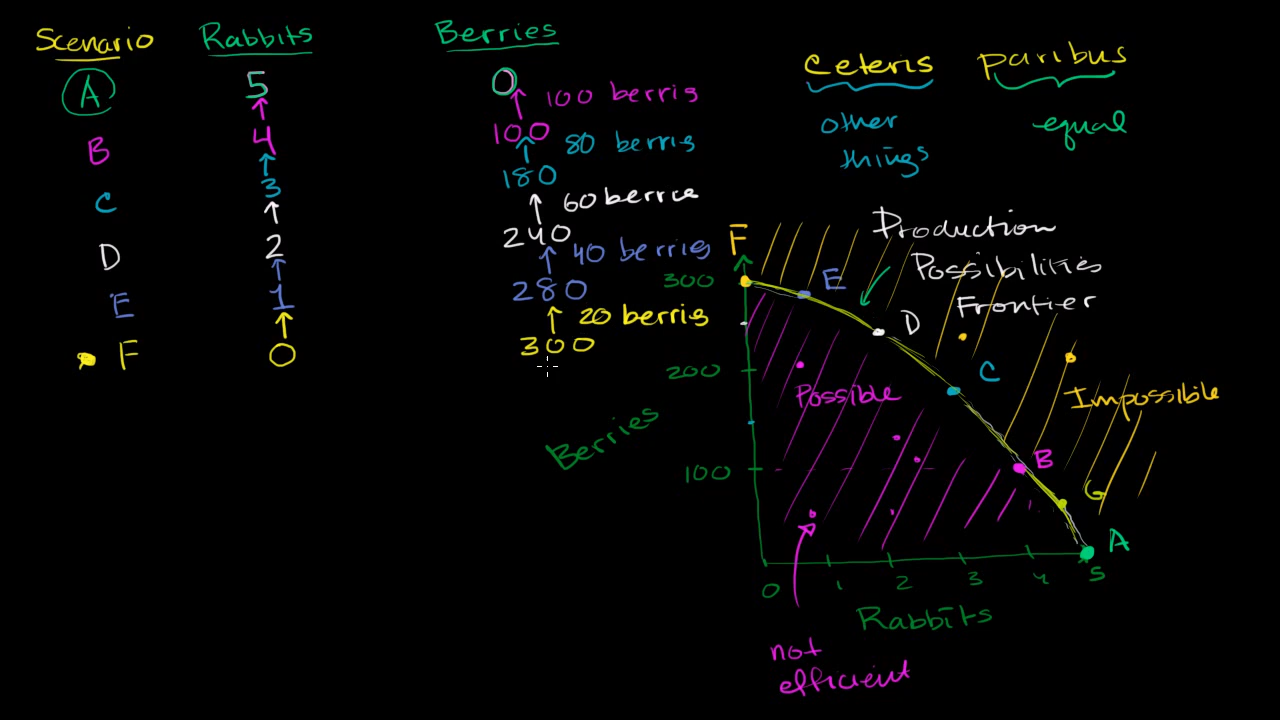 Scenario Rabbits Berries
A 5 0
100 berris
B 4 100
80 berris
C 3 180
60 berrie
D 2 240
40 berris
E 1 280
20 berris
F 0 300
Ceteris paribus
other things
equal
Production
Possibilities
Frontier
F
E
D
C
B
G
A
300
200
100
Berries
Possible
Impossible
0 1 2 3 4 5
Rabbits
not
efficient